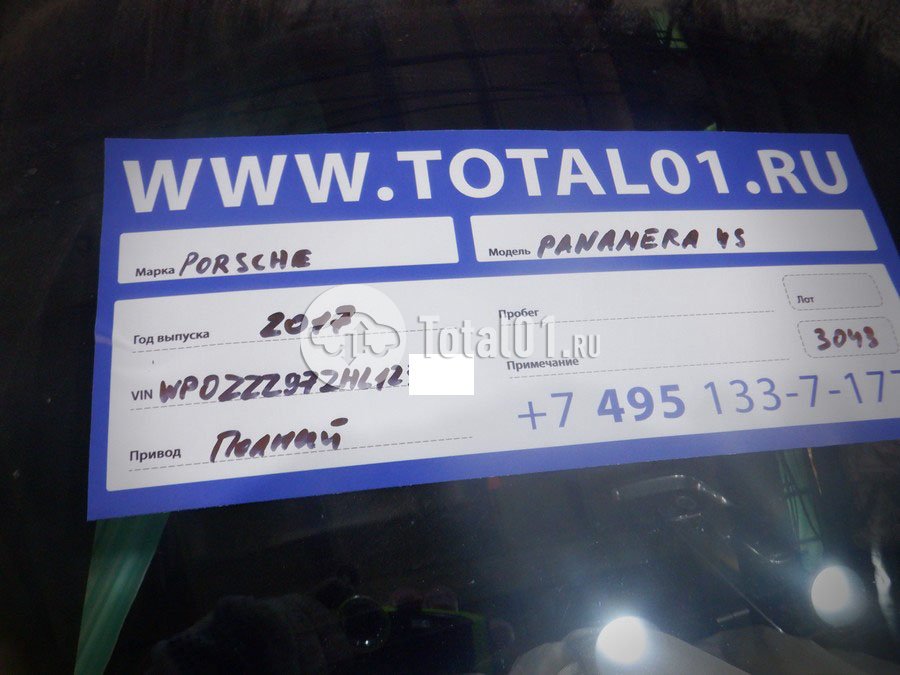 WWW.TOTAL01.RU
Марка PORSCHE Модель PANAMERA 4S
Год выпуска 2017 Пробег Лот
Total01.RU
VIN WP0ZZZ97ZHL12 Примечание 3043
Привод Полный +7 495 133-7-177